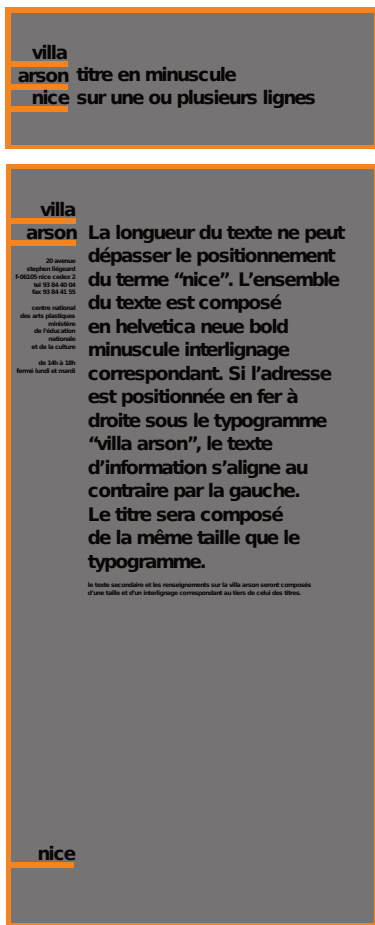 villa
arson titre en minuscule
nice sur une ou plusieurs lignes
villa
arson
20 avenue
stephen liégeard
f-06105 nice cedex 2
tel 93 84 40 04
fax 93 84 41 55
centre national
des arts plastiques
ministère
de l'éducation
nationale
et de la culture
de 14h à 18h
fermé lundi et mardi
La longueur du texte ne peut
dépasser le positionnement
du terme “nice”. L’ensemble
du texte est composé
en helvetica neue bold
minuscule interlignage
correspondant. Si l’adresse
est positionnée en fer à
droite sous le typogramme
“villa arson”, le texte
d’information s’aligne au
contraire par la gauche.
Le titre sera composé
de la même taille que le
typogramme.
le texte secondaire et les renseignements sur la villa arson seront composés
d'une taille et d'un interlignage correspondant au tiers de celui des titres.
nice